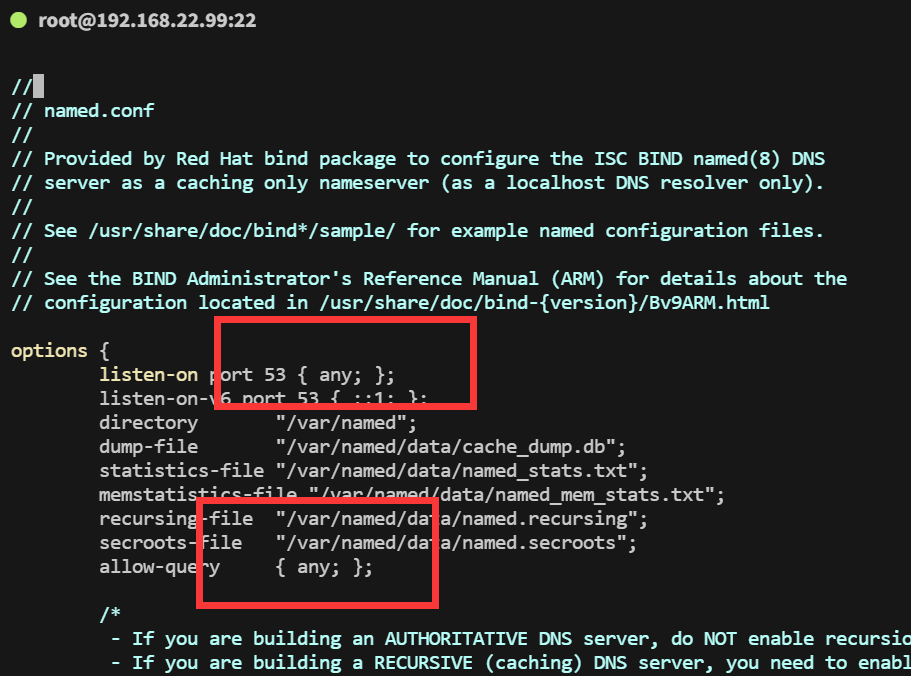 root@192.168.22.99:22
//
// named.conf
//
// Provided by Red Hat bind package to configure the ISC BIND named(8) DNS
// server as a caching only nameserver (as a localhost DNS resolver only).
//
// See /usr/share/doc/bind*/sample/ for example named configuration files.
//
// See the BIND Administrator's Reference Manual (ARM) for details about the
// configuration located in /usr/share/doc/bind-{version}/Bv9ARM.html
options {
listen-on port 53 { any; };
listen-on-v6 port 53 { ::1; };
directory "/var/named";
dump-file "/var/named/data/cache_dump.db";
statistics-file "/var/named/data/named_stats.txt";
memstatistics-file "/var/named/data/named_mem_stats.txt";
recursing-file "/var/named/data/named.recursing";
secroots-file "/var/named/data/named.secroots";
allow-query { any; };
/*
- If you are building an AUTHORITATIVE DNS server, do NOT enable recursio
- If you are building a RECURSIVE (caching) DNS server, you need to enabl